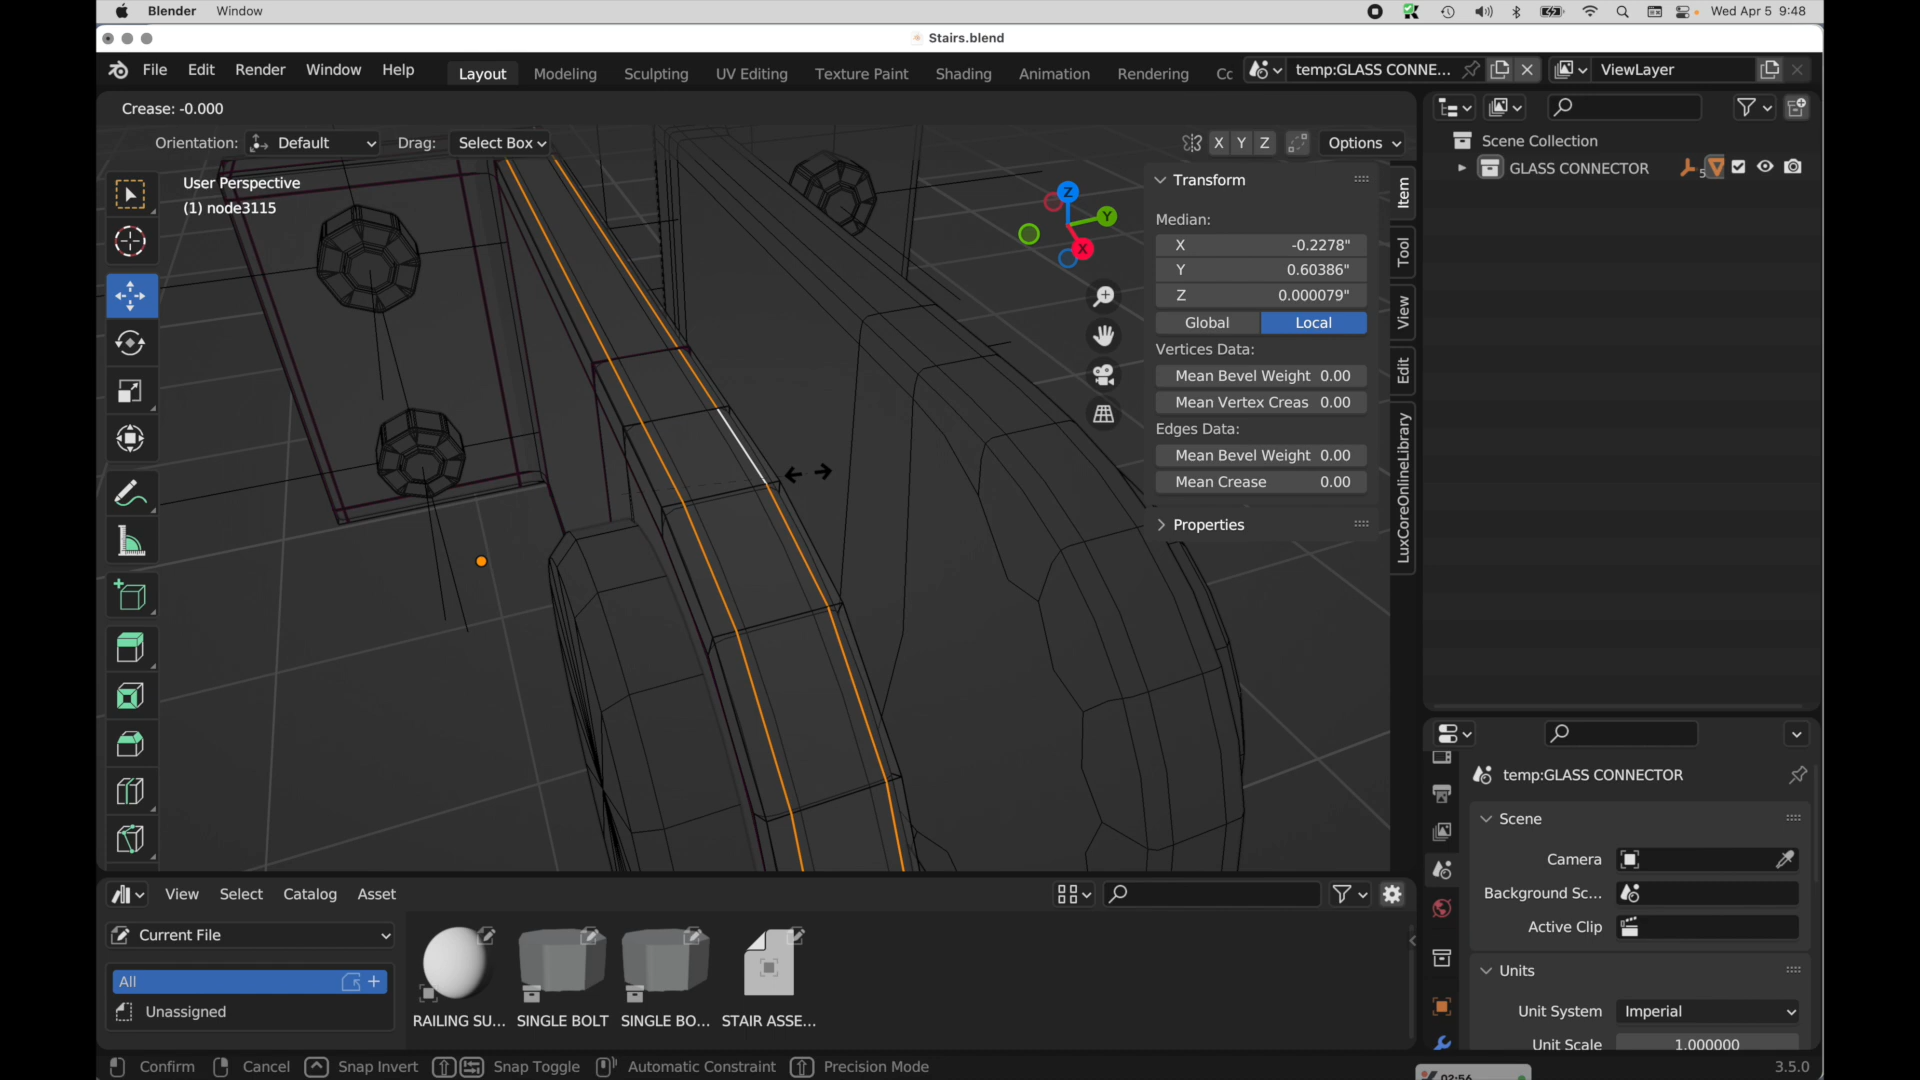 Blender Window Wed Apr 5 9:48
Stairs.blend
File Edit Render Window Help Layout Modeling Sculpting UV Editing Texture Paint Shading Animation Rendering Cc temp:GLASS CONNE... ViewLayer
Crease: -0.000
Orientation: Default Drag: Select Box X Y Z Options
User Perspective
(1) node3115
Z
Y
X
Transform
Median:
X -0.2278"
Y 0.60386"
Z 0.000079"
Global Local
Vertices Data:
Mean Bevel Weight 0.00
Mean Vertex Creas 0.00
Edges Data:
Mean Bevel Weight 0.00
Mean Crease 0.00
Properties
Item
Tool
View
Edit
LuxCoreOnlineLibrary
Scene Collection
GLASS CONNECTOR 5
temp:GLASS CONNECTOR
Scene
Camera
Background Sc...
Active Clip
Units
Unit System Imperial
Unit Scale 1.000000
View Select Catalog Asset
Current File
All
Unassigned
RAILING SU... SINGLE BOLT SINGLE BO... STAIR ASSE...
Confirm Cancel Snap Invert Snap Toggle Automatic Constraint Precision Mode
02:56
3.5.0